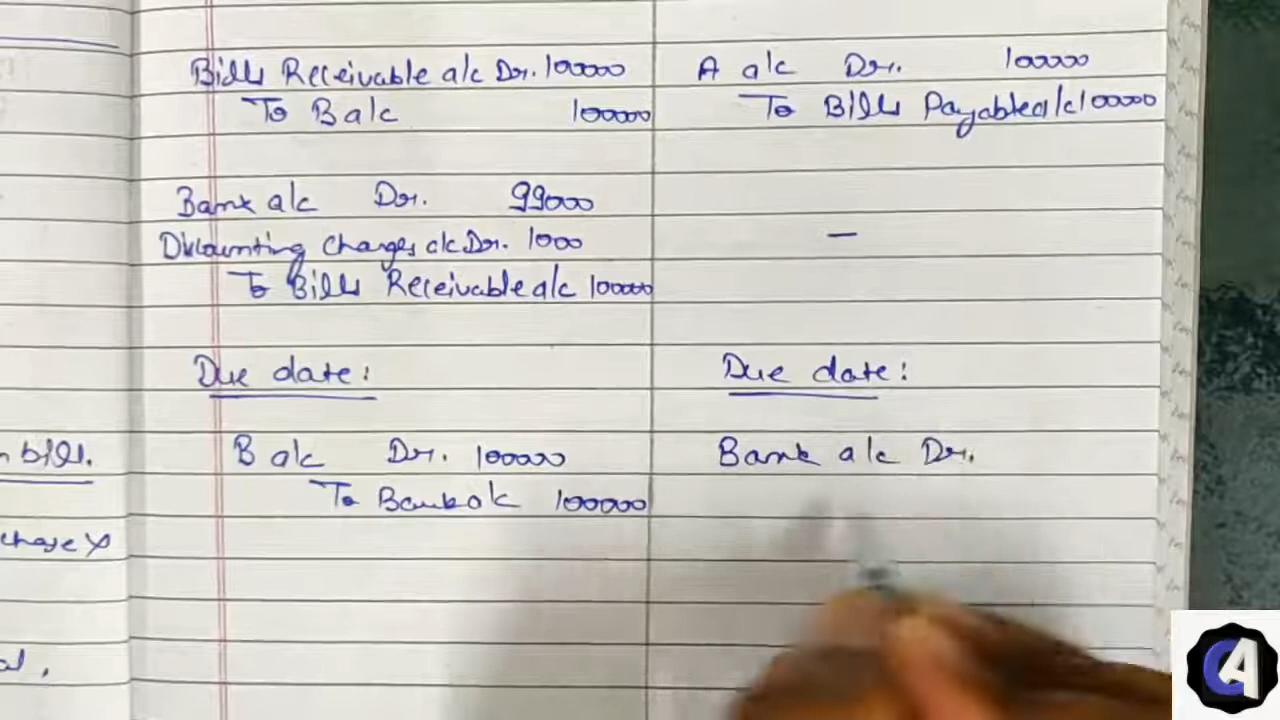 Bills Receivable a/c Dr. 100000
To B a/c 100000
Bank a/c Dr. 99000
Discounting Charges a/c Dr. 1000
To Bills Receivable a/c 100000
Due date:
B a/c Dr. 100000
To Bank a/c 100000
A a/c Dr. 100000
To Bills Payable a/c 100000
—
Due date:
Bank a/c Dr.
CA